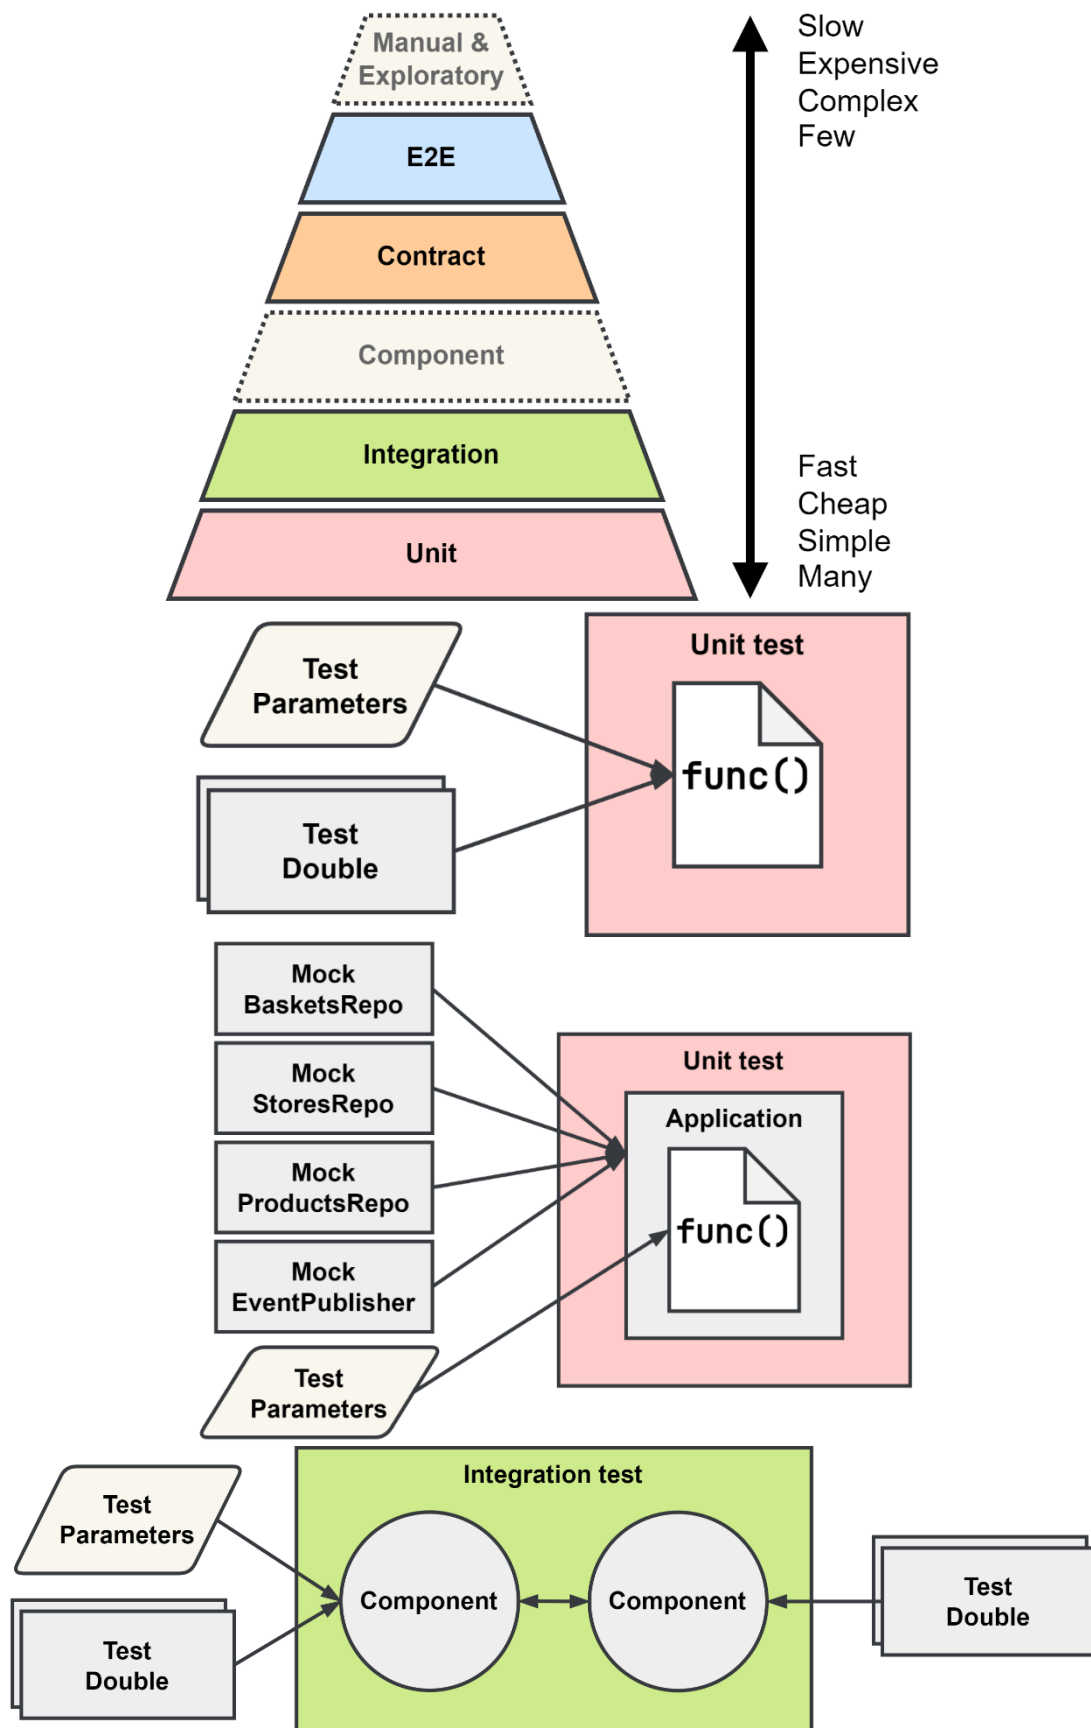 Manual &
Exploratory
Slow
Expensive
Complex
Few
E2E
Contract
Component
Integration
Unit
Fast
Cheap
Simple
Many
Test
Parameters
Test
Double
Unit test
func()
Mock
BasketsRepo
Mock
StoresRepo
Mock
ProductsRepo
Mock
EventPublisher
Test
Parameters
Unit test
Application
func()
Integration test
Test
Parameters
Test
Double
Component
Component
Test
Double